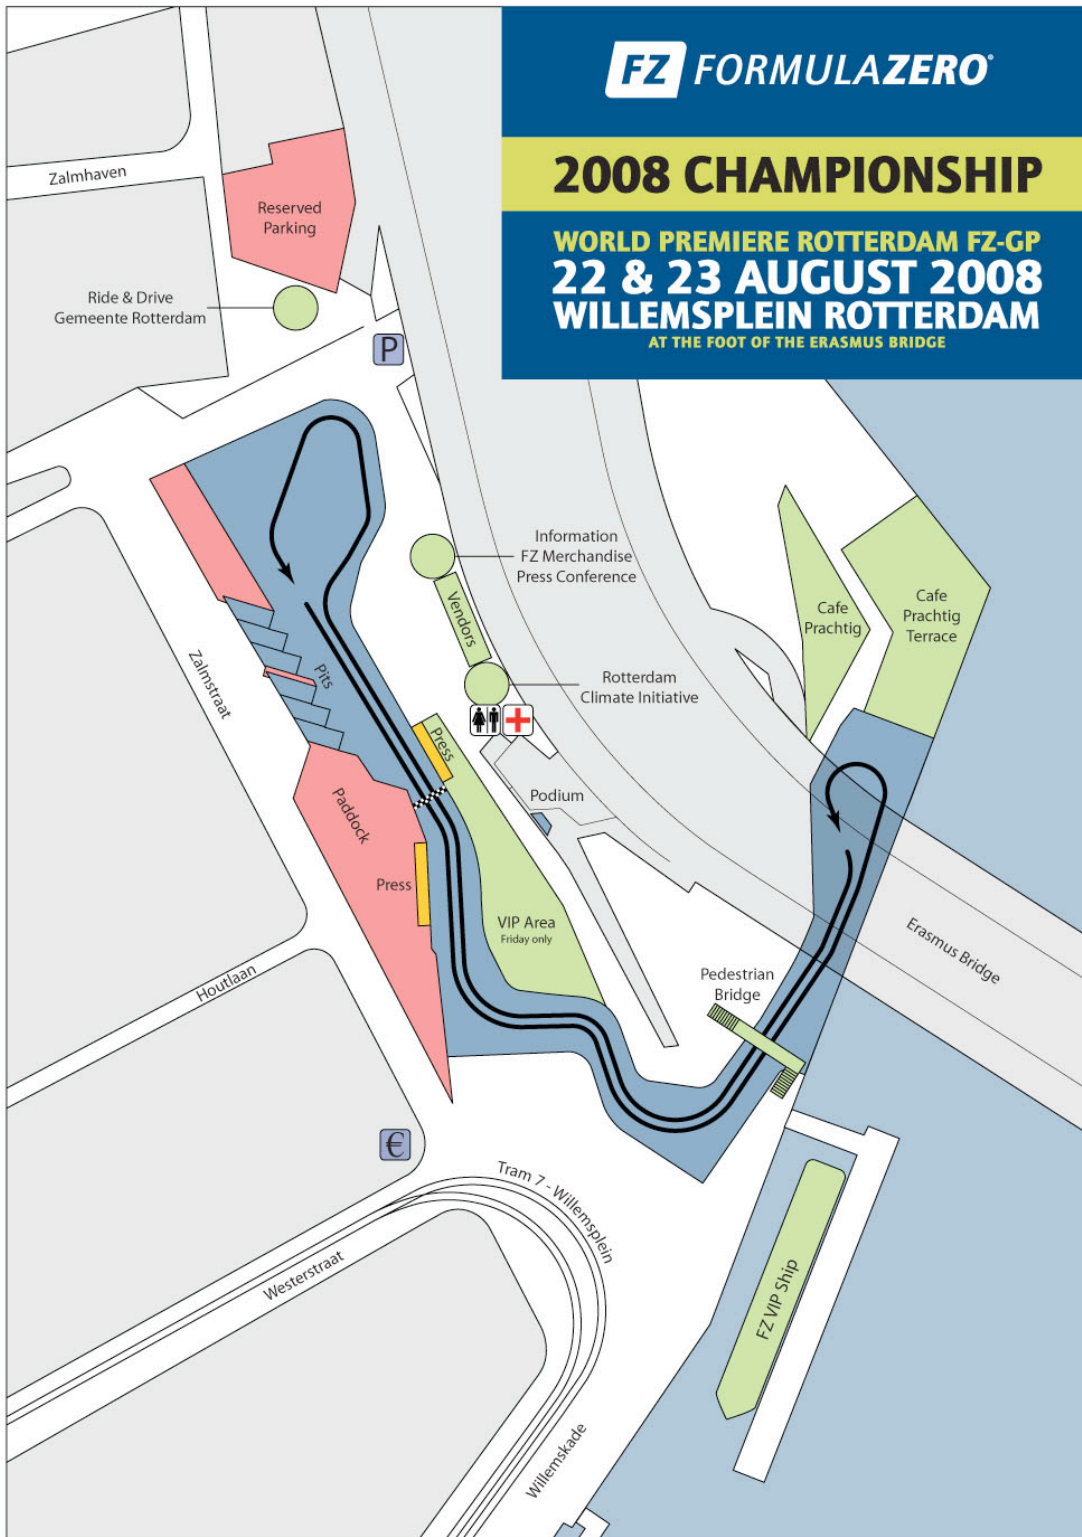 FZ FORMULAZERO®
2008 CHAMPIONSHIP
WORLD PREMIERE ROTTERDAM FZ-GP
22 & 23 AUGUST 2008
WILLEMSPLEIN ROTTERDAM
AT THE FOOT OF THE ERASMUS BRIDGE
Zalmhaven
Reserved
Parking
Ride & Drive
Gemeente Rotterdam
P
Information
FZ Merchandise
Press Conference
Vendors
Cafe
Prachtig
Cafe
Prachtig
Terrace
Zalmstraat
Pits
Rotterdam
Climate Initiative
Press
Podium
Paddock
Press
VIP Area
Friday only
Erasmus Bridge
Pedestrian
Bridge
Houtlaan
€
Tram 7 - Willemsplein
Westerstraat
FZ VIP Ship
Willemskade